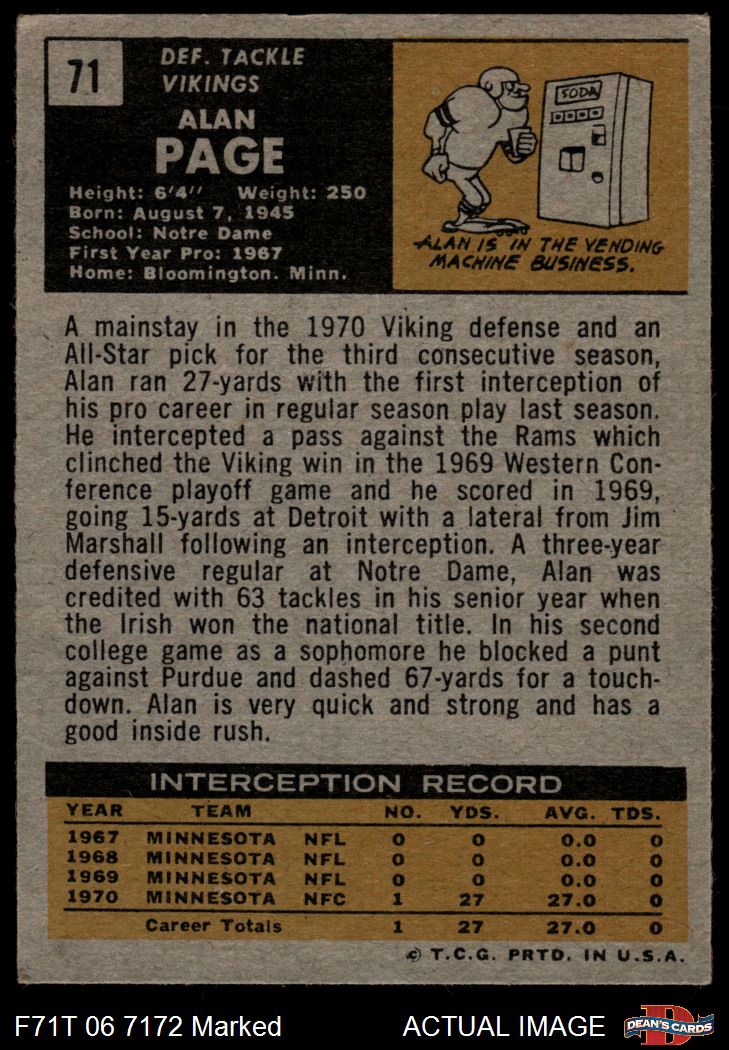 71
DEF. TACKLE
VIKINGS
ALAN
PAGE
Height: 6'4" Weight: 250
Born: August 7, 1945
School: Notre Dame
First Year Pro: 1967
Home: Bloomington. Minn.
SODA
ALAN IS IN THE VENDING
MACHINE BUSINESS.
A mainstay in the 1970 Viking defense and an
All-Star pick for the third consecutive season,
Alan ran 27-yards with the first interception of
his pro career in regular season play last season.
He intercepted a pass against the Rams which
clinched the Viking win in the 1969 Western Con-
ference playoff game and he scored in 1969,
going 15-yards at Detroit with a lateral from Jim
Marshall following an interception. A three-year
defensive regular at Notre Dame, Alan was
credited with 63 tackles in his senior year when
the Irish won the national title. In his second
college game as a sophomore he blocked a punt
against Purdue and dashed 67-yards for a touch-
down. Alan is very quick and strong and has a
good inside rush.
INTERCEPTION RECORD
YEAR TEAM NO. YDS. AVG. TDS.
1967 MINNESOTA NFL 0 0 0.0 0
1968 MINNESOTA NFL 0 0 0.0 0
1969 MINNESOTA NFL 0 0 0.0 0
1970 MINNESOTA NFC 1 27 27.0 0
Career Totals 1 27 27.0 0
© T.C.G. PRTD. IN U.S.A.
F71T 06 7172 Marked ACTUAL IMAGE
DEAN'S CARDS